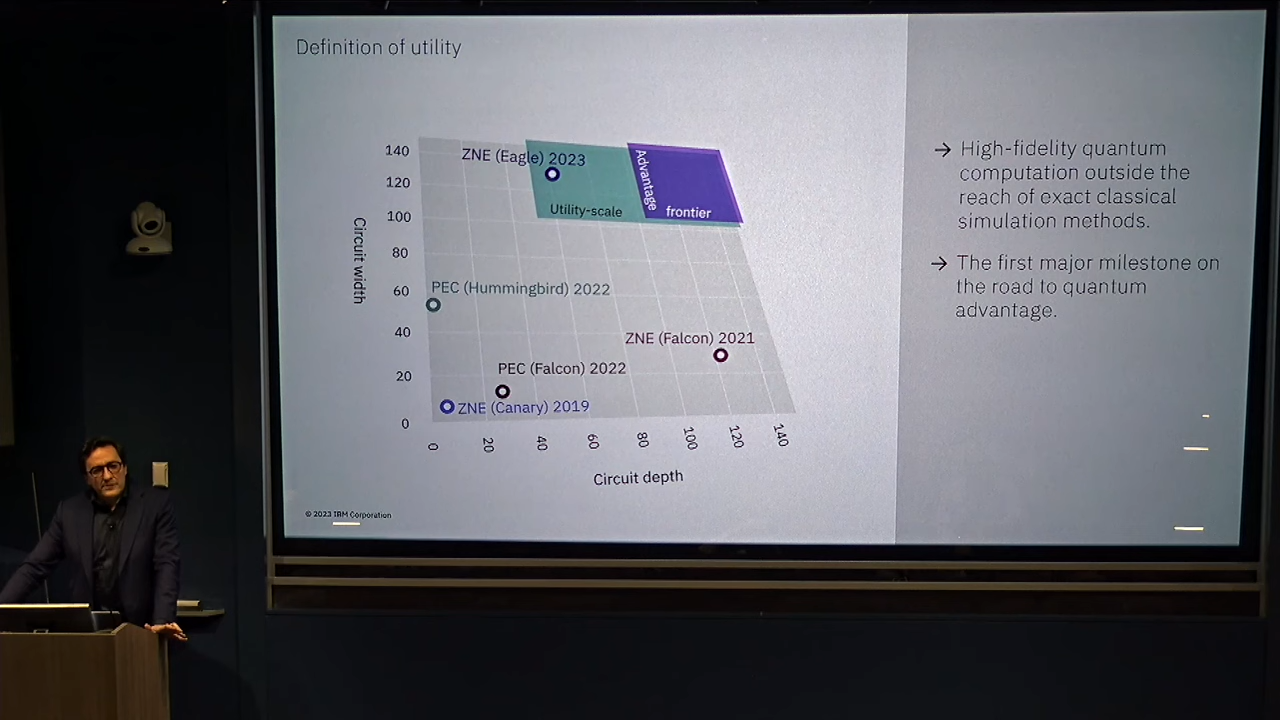 Definition of utility
140
120
100
80
60
40
20
0
Circuit width
ZNE (Eagle) 2023
Utility-scale
Advantage
frontier
PEC (Hummingbird) 2022
ZNE (Falcon) 2021
PEC (Falcon) 2022
ZNE (Canary) 2019
0
20
40
60
80
100
120
140
Circuit depth
© 2023 IBM Corporation
→ High-fidelity quantum
computation outside the
reach of exact classical
simulation methods.
→ The first major milestone on
the road to quantum
advantage.